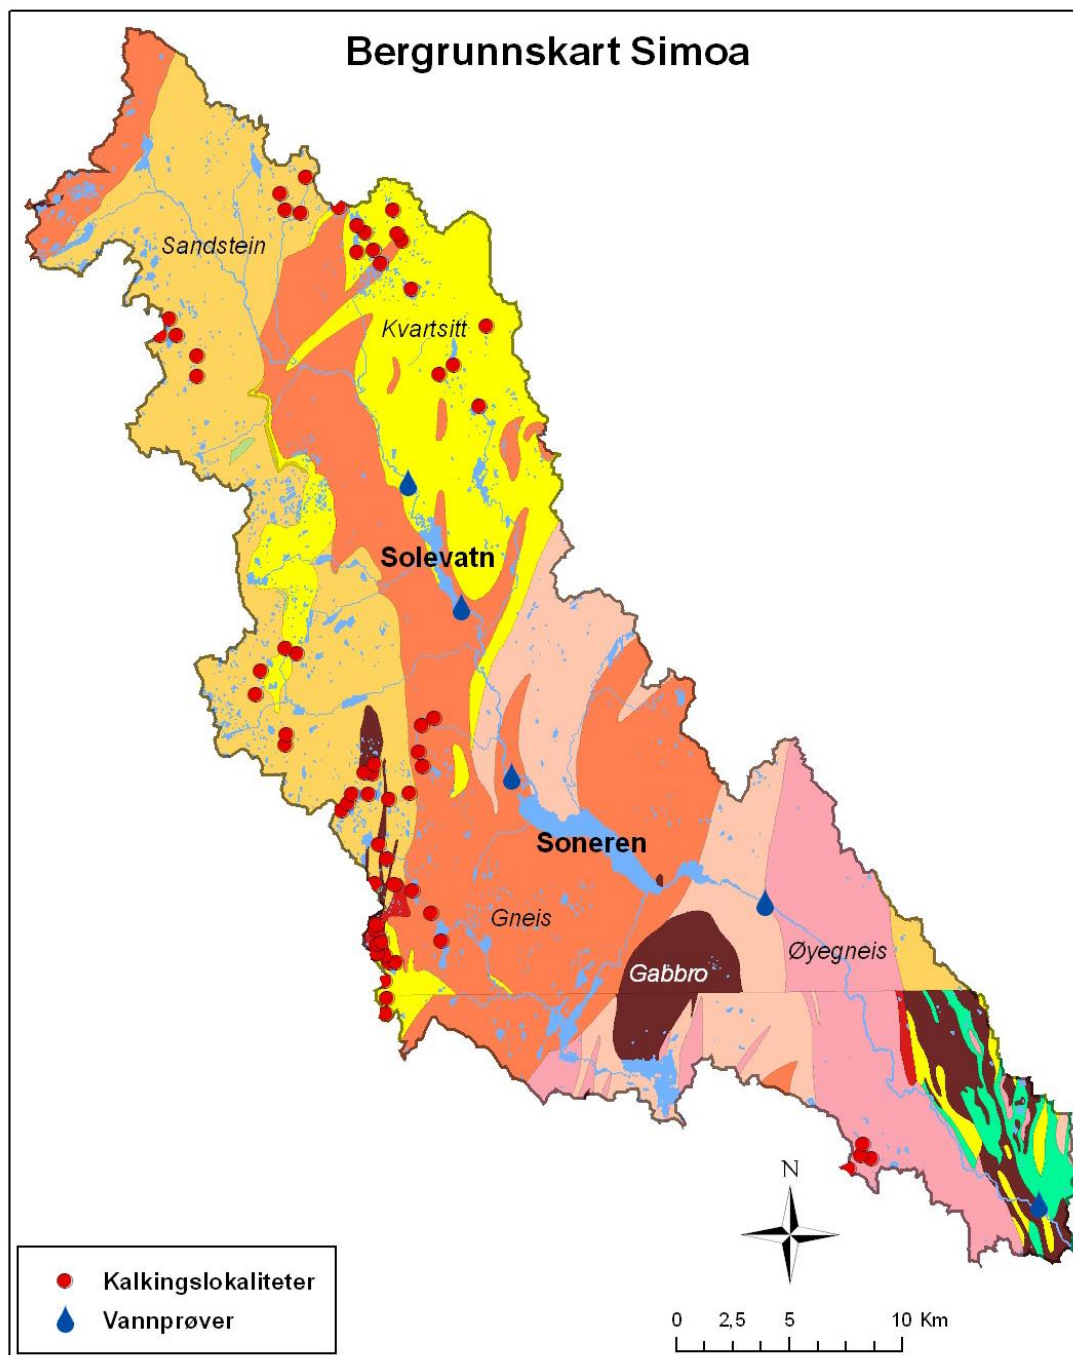 Bergrunnskart Simoa
Sandstein
Kvartsitt
Solevatn
Soneren
Gneis
Øyegneis
Gabbro
N
Kalkingslokaliteter
Vannprøver
0 2,5 5 10 Km